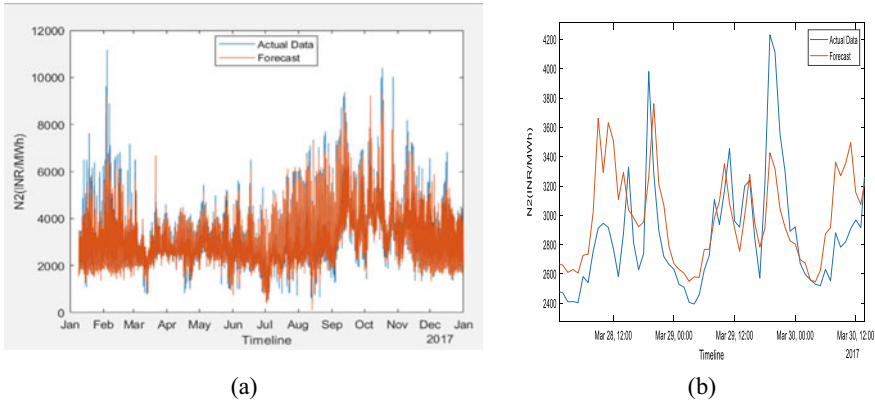 12000
10000
8000
6000
4000
2000
0
N2(INR/MWh)
Actual Data
Forecast
Jan Feb Mar Apr May Jun Jul Aug Sep Oct Nov Dec Jan
Timeline
2017
(a)
4200
4000
3800
3600
3400
3200
3000
2800
2600
2400
N2(INR/MWh)
Actual Data
Forecast
Mar 28, 12:00 Mar 29, 00:00 Mar 29, 12:00 Mar 30, 00:00 Mar 30, 12:00
Timeline
2017
(b)